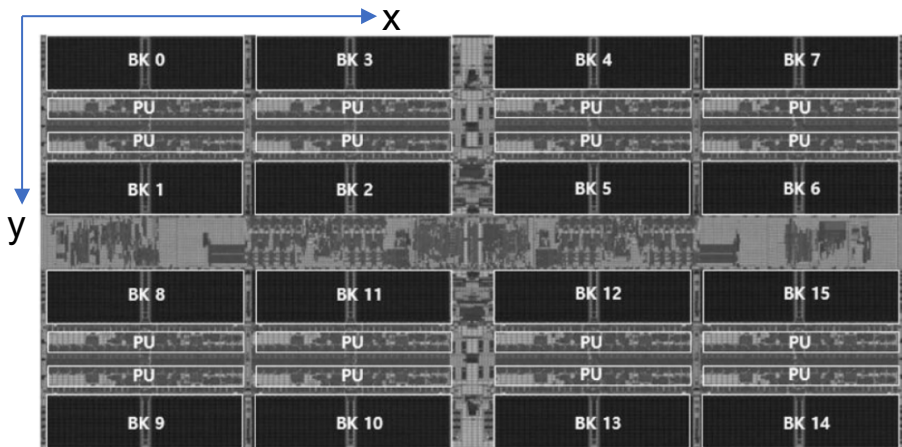 x
BK 0 BK 3 BK 4 BK 7
PU PU PU PU
PU PU PU PU
BK 1 BK 2 BK 5 BK 6
y
BK 8 BK 11 BK 12 BK 15
PU PU PU PU
PU PU PU PU
BK 9 BK 10 BK 13 BK 14